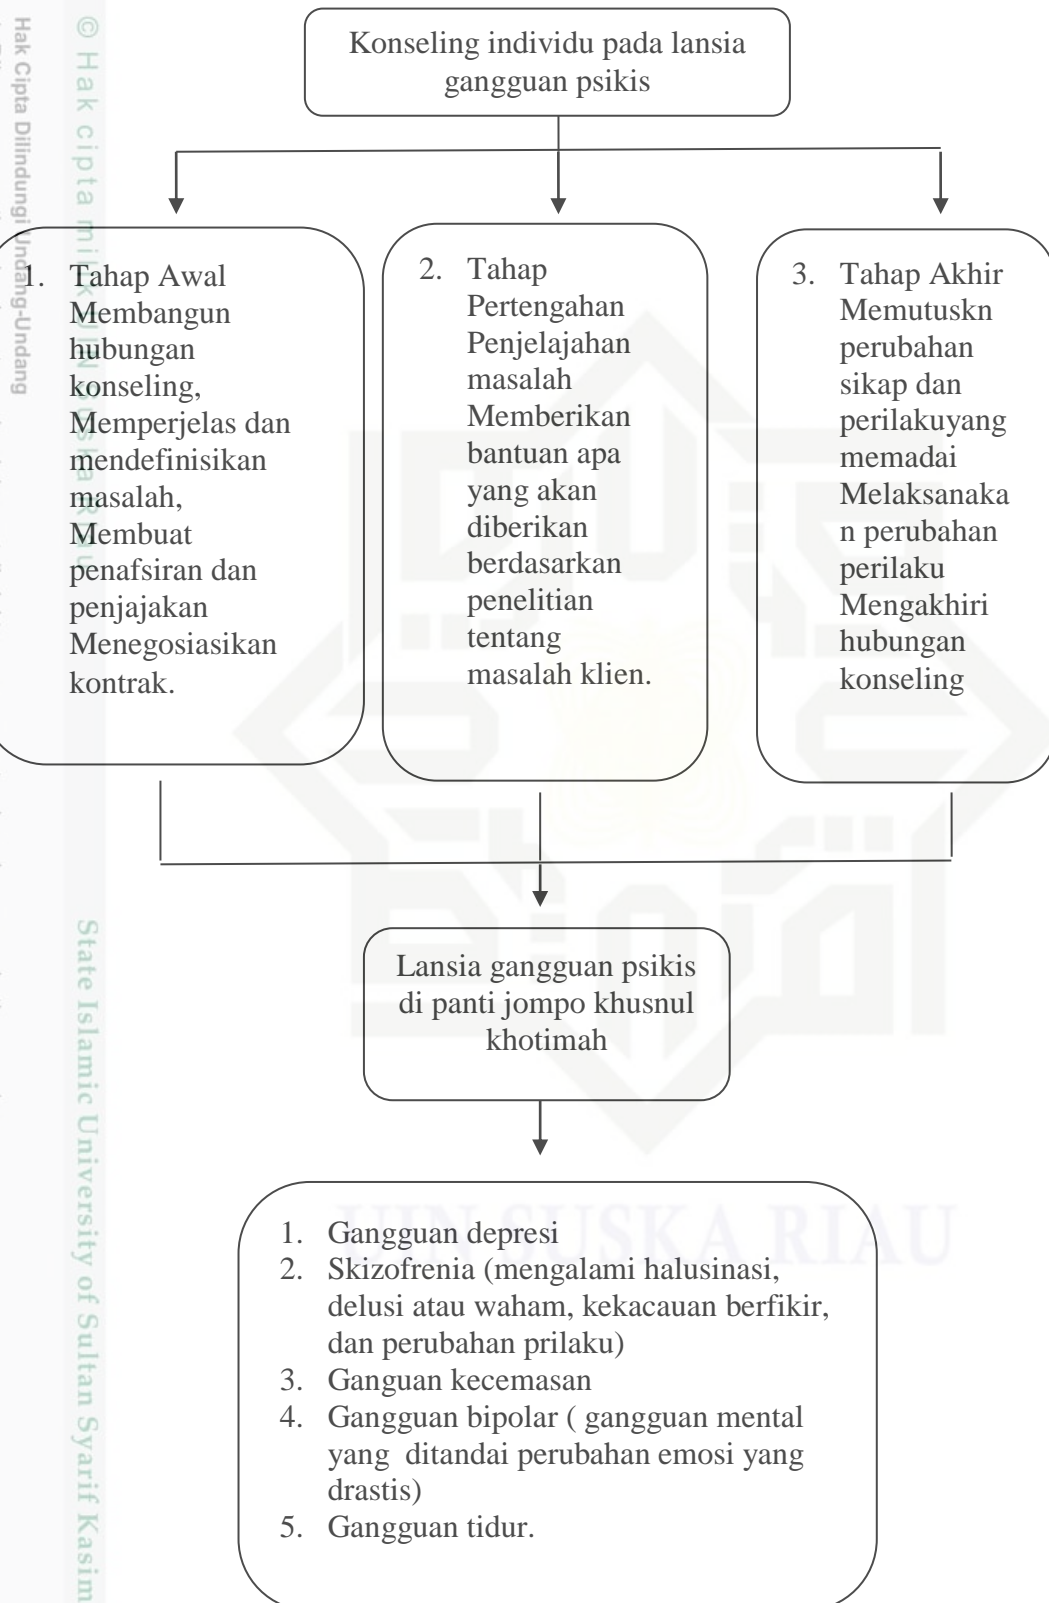 Konseling individu pada lansia
gangguan psikis
1. Tahap Awal
Membangun
hubungan
konseling,
Memperjelas dan
mendefinisikan
masalah,
Membuat
penafsiran dan
penjajakan
Menegosiasikan
kontrak.
2. Tahap
Pertengahan
Penjelajahan
masalah
Memberikan
bantuan apa
yang akan
diberikan
berdasarkan
penelitian
tentang
masalah klien.
3. Tahap Akhir
Memutuskn
perubahan
sikap dan
perilakuyang
memadai
Melaksanaka
n perubahan
perilaku
Mengakhiri
hubungan
konseling
Lansia gangguan psikis
di panti jompo khusnul
khotimah
1. Gangguan depresi
2. Skizofrenia (mengalami halusinasi,
delusi atau waham, kekacauan berfikir,
dan perubahan prilaku)
3. Ganguan kecemasan
4. Gangguan bipolar ( gangguan mental
yang  ditandai perubahan emosi yang
drastis)
5. Gangguan tidur.
© Hak cipta milik UIN Suska Riau
State Islamic University of Sultan Syarif Kasim
Hak Cipta Dilindungi Undang-Undang
UIN SUSKA RIAU